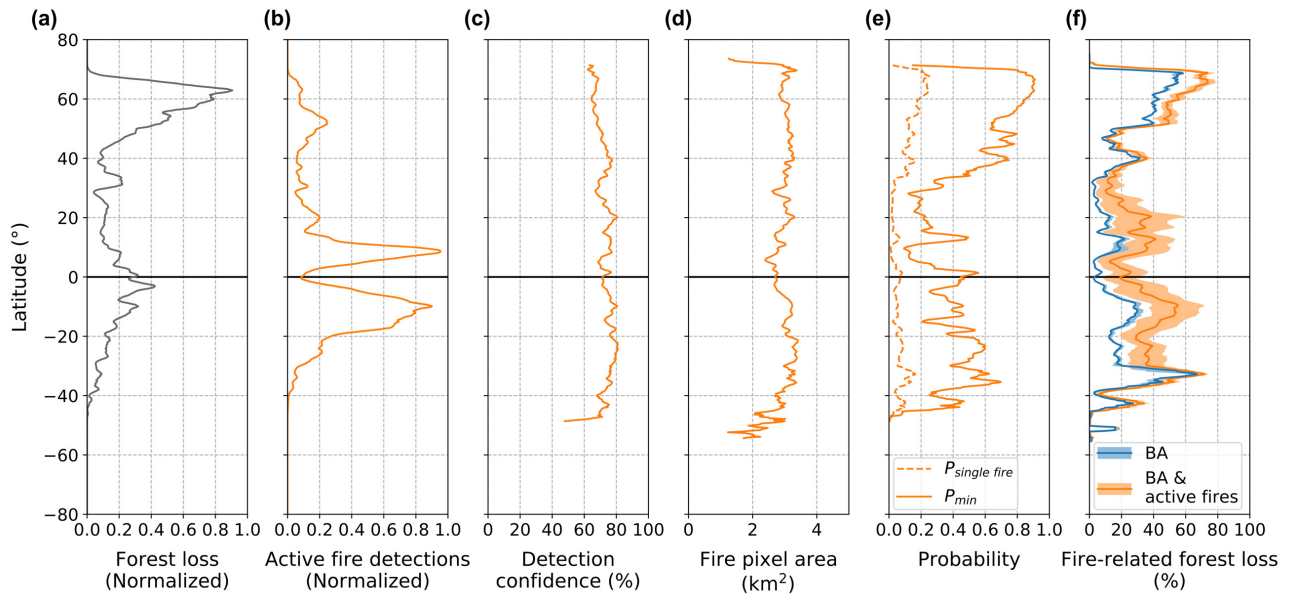 (a) (b) (c) (d) (e) (f)
Latitude (°)
80
60
40
20
0
−20
−40
−60
−80
0.0 0.2 0.4 0.6 0.8 1.0
Forest loss
(Normalized)
0.0 0.2 0.4 0.6 0.8 1.0
Active fire detections
(Normalized)
0 20 40 60 80 100
Detection
confidence (%)
0 2 4
Fire pixel area
(km²)
P single fire
P min
0.0 0.2 0.4 0.6 0.8 1.0
Probability
BA
BA &
active fires
0 20 40 60 80 100
Fire-related forest loss
(%)